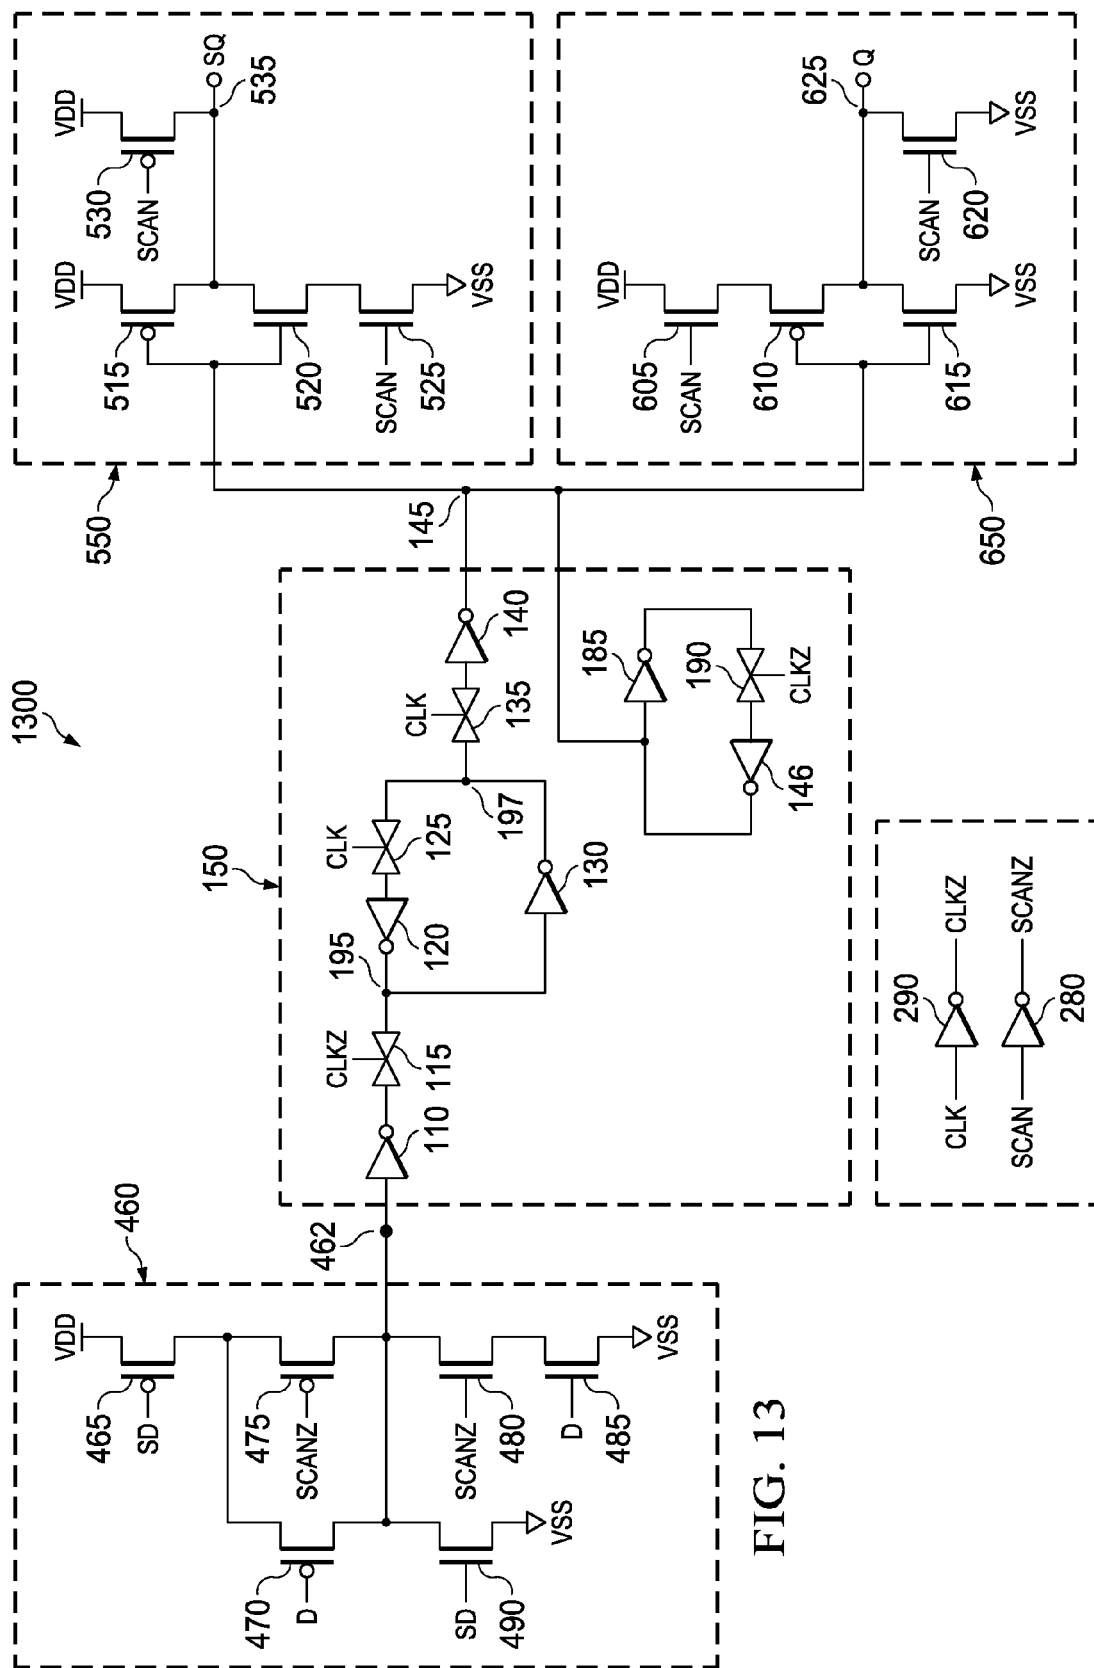 1300
460
VDD
465
SD
475
SCANZ
470
D
480
SCANZ
485
D
VSS
490
SD
VSS
462
150
110
CLKZ
115
195
120
CLK
125
130
197
CLK
135
140
145
185
190
CLKZ
146
290
CLK
CLKZ
SCAN
SCANZ
280
550
VDD
515
520
SCAN
525
VSS
VDD
530
SCAN
SQ
535
650
VDD
605
SCAN
610
615
VSS
625
Q
SCAN
620
VSS
FIG. 13